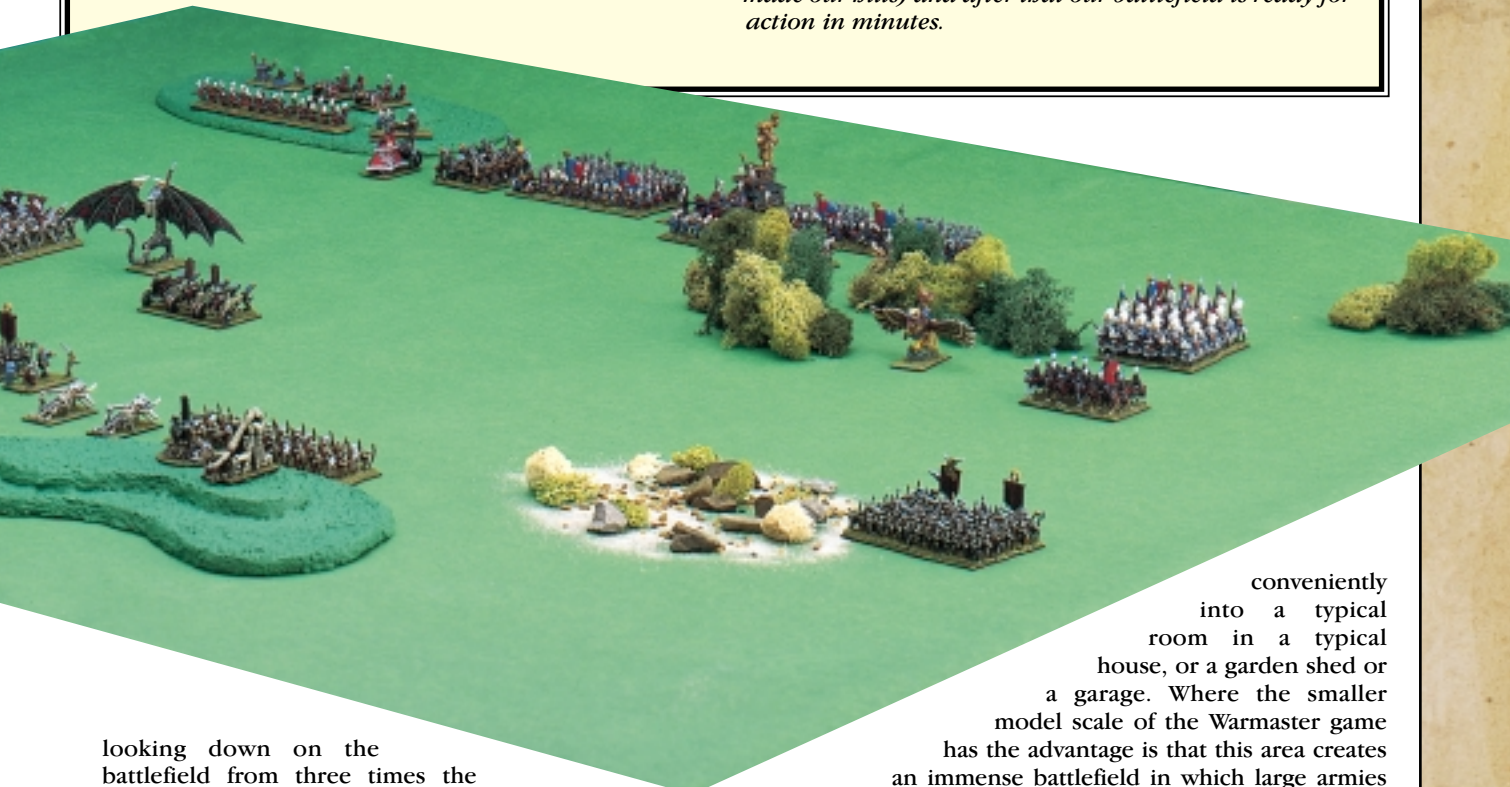 action in minutes.
looking down on the
battlefield from three times the
conveniently
into a typical
room in a typical
house, or a garden shed or
a garage. Where the smaller
model scale of the Warmaster game
has the advantage is that this area creates
an immense battlefield in which large armies